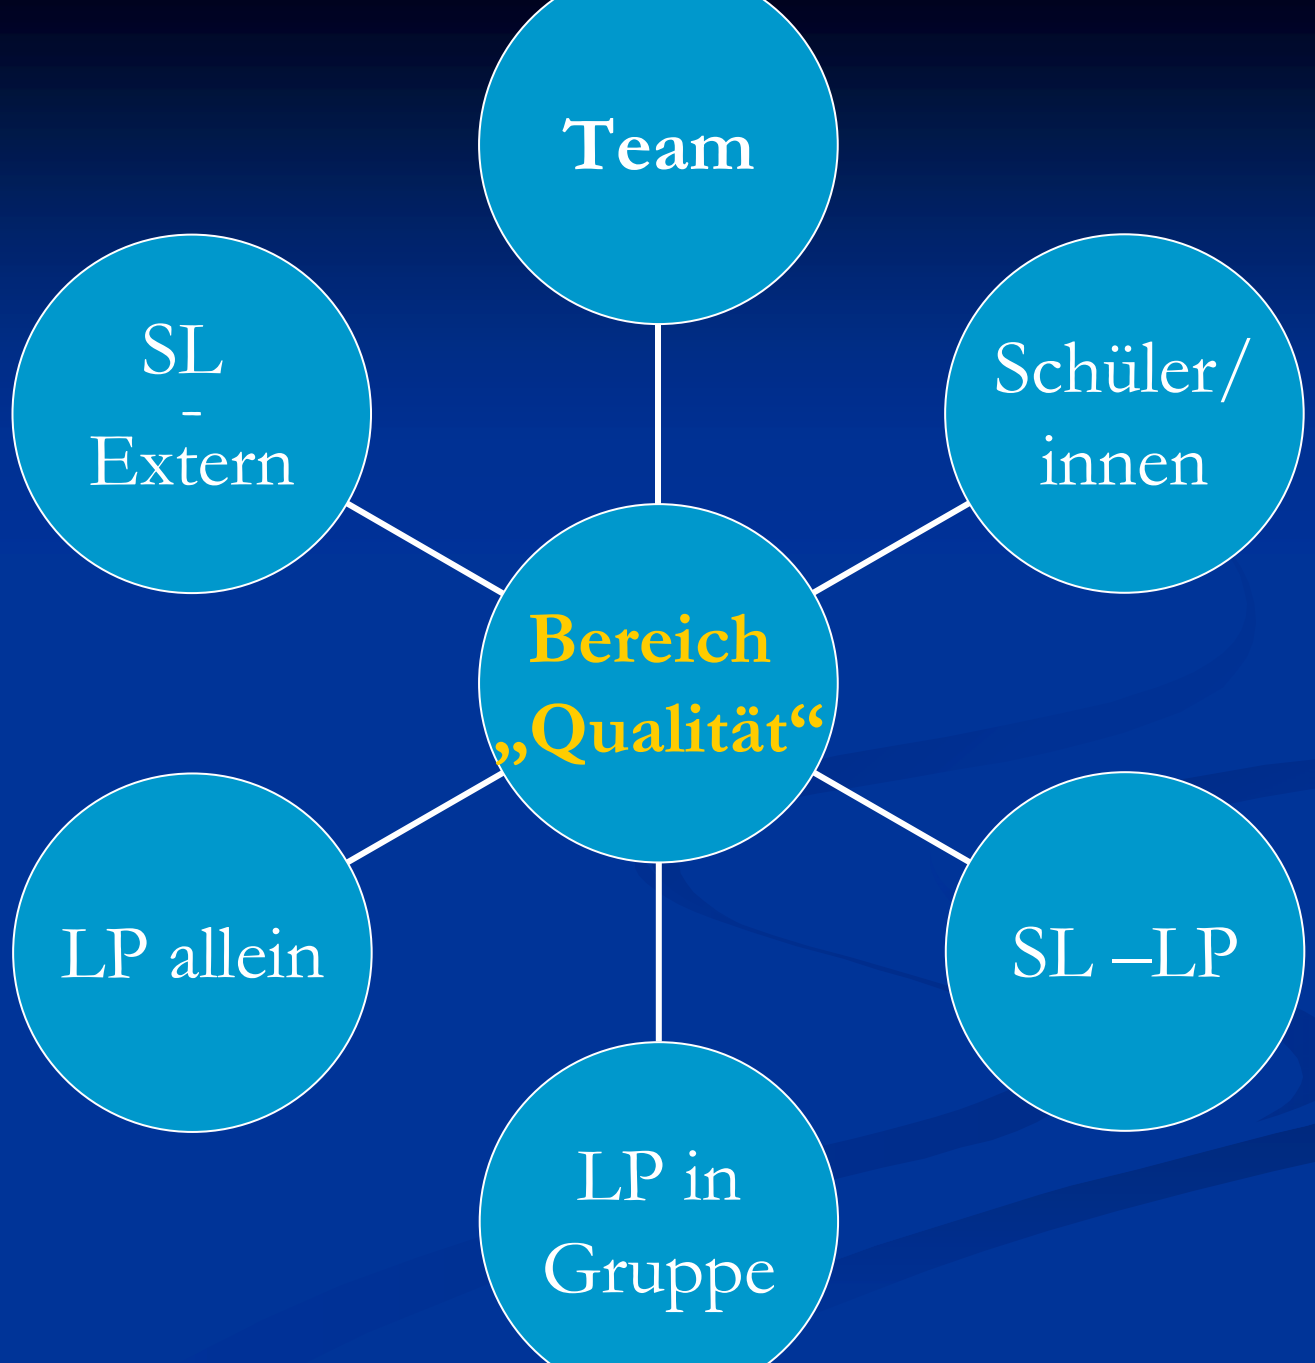 Team
SL
-
Extern
Schüler/
innen
Bereich
„Qualität“
LP allein
SL –LP
LP in
Gruppe